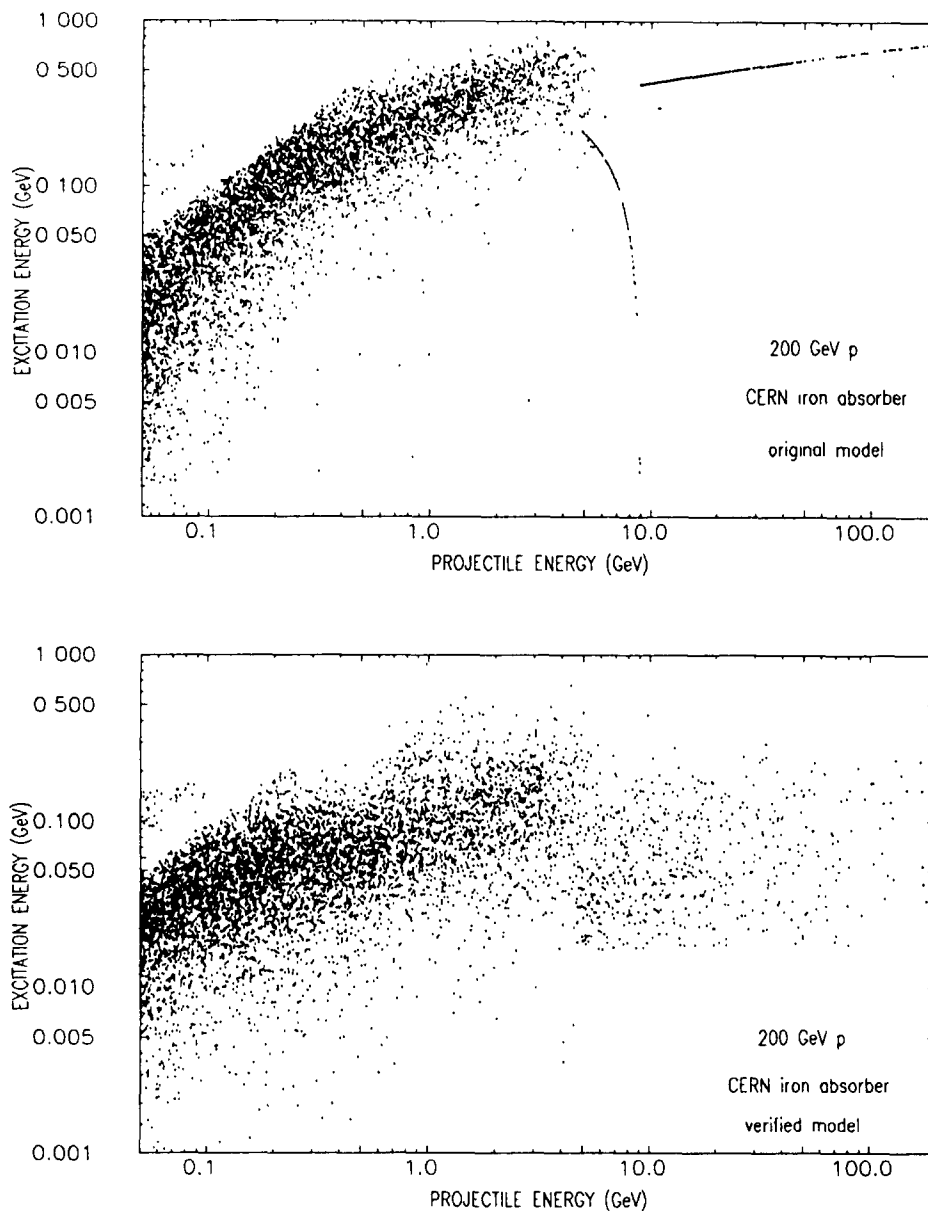 1 000
0 500
0 100
0 050
0 010
0 005
0.001
EXCITATION ENERGY (GeV)
200 GeV p
CERN iron absorber
original model
0.1
1.0
10.0
100.0
PROJECTILE ENERGY (GeV)
1 000
0 500
0.100
0.050
0.010
0.005
0.001
EXCITATION ENERGY (GeV)
200 GeV p
CERN iron absorber
verified model
0.1
1.0
10.0
100.0
PROJECTILE ENERGY (GeV)